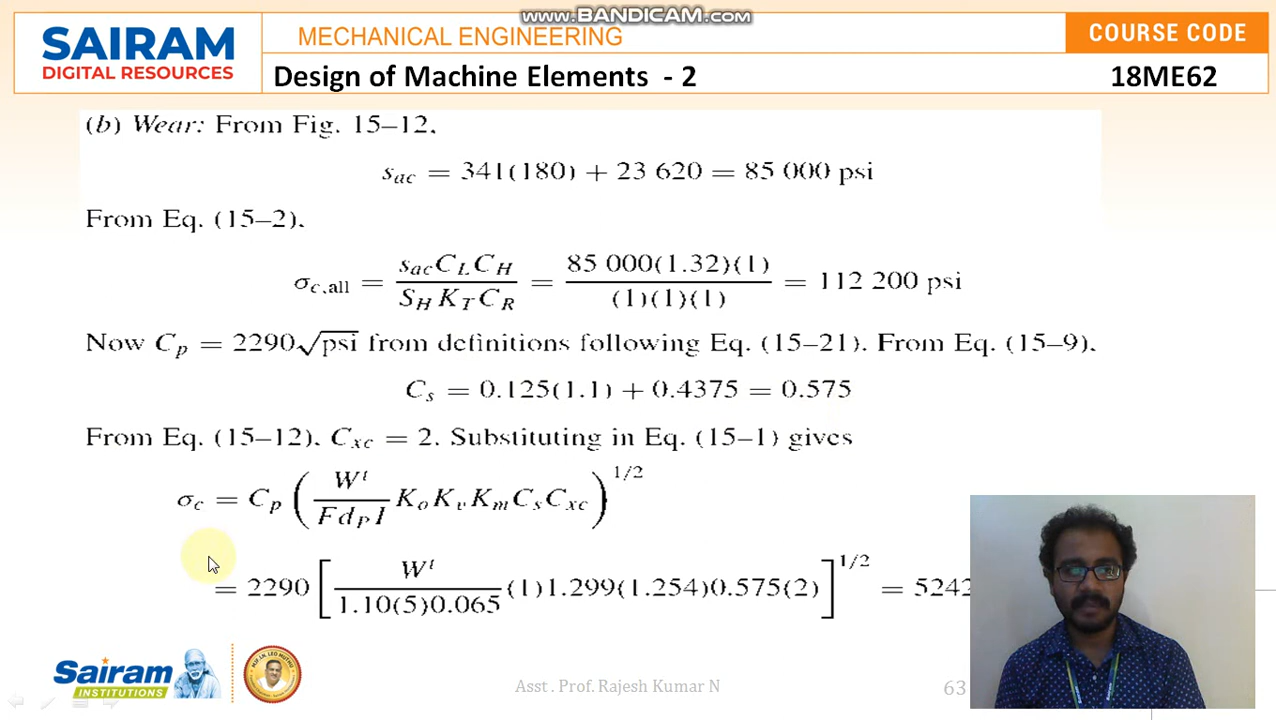 www.BANDICAM.com
SAIRAM
DIGITAL RESOURCES
MECHANICAL ENGINEERING
COURSE CODE
Design of Machine Elements - 2
18ME62
(b) Wear: From Fig. 15–12,
s_ac = 341(180) + 23 620 = 85 000 psi
From Eq. (15–2),
σ_c,all = s_ac C_L C_H / S_H K_T C_R = 85 000(1.32)(1) / (1)(1)(1) = 112 200 psi
Now C_p = 2290√psi from definitions following Eq. (15–21). From Eq. (15–9),
C_s = 0.125(1.1) + 0.4375 = 0.575
From Eq. (15–12), C_xc = 2. Substituting in Eq. (15–1) gives
σ_c = C_p (W^t / F d_P I K_o K_v K_m C_s C_xc)^1/2
= 2290 [W^t / 1.10(5)0.065 (1)1.299(1.254)0.575(2)]^1/2 = 5242
Sairam
INSTITUTIONS
Asst . Prof. Rajesh Kumar N
63